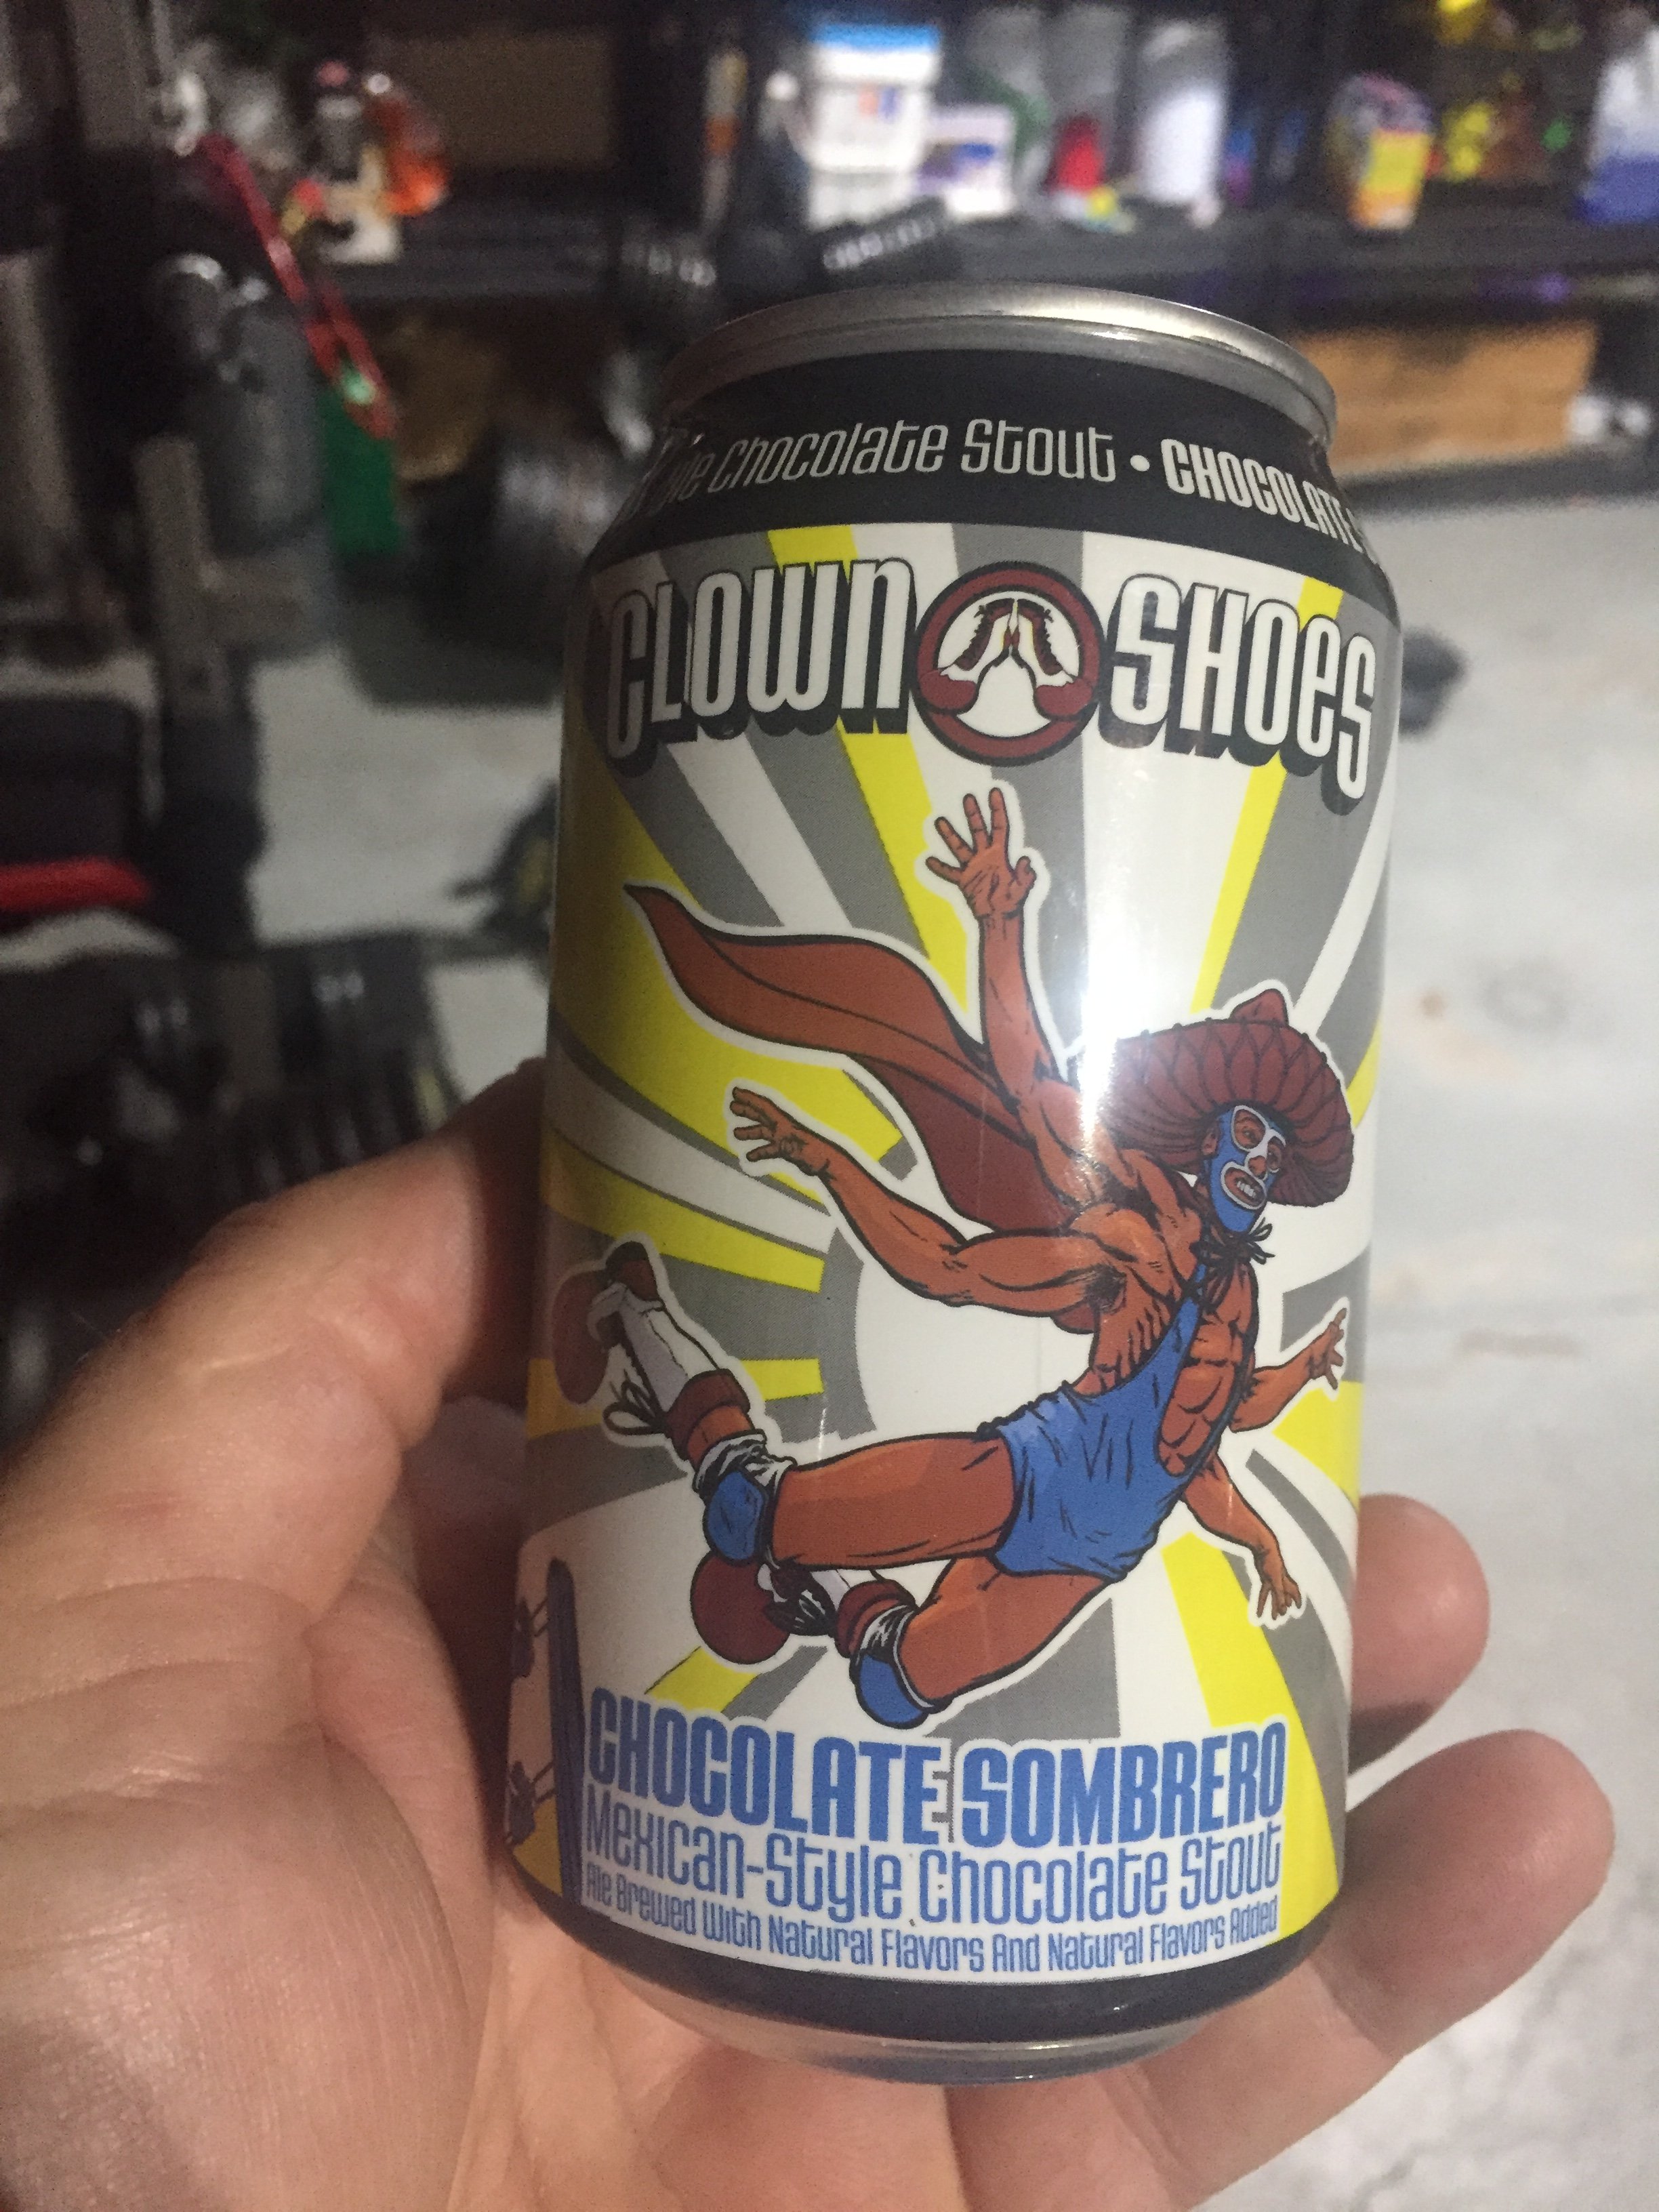 Chocolate Stout • CHOCOLATE
CLOWN SHOES
CHOCOLATE SOMBRERO
Mexican-Style Chocolate Stout
Ale Brewed With Natural Flavors And Natural Flavors Added